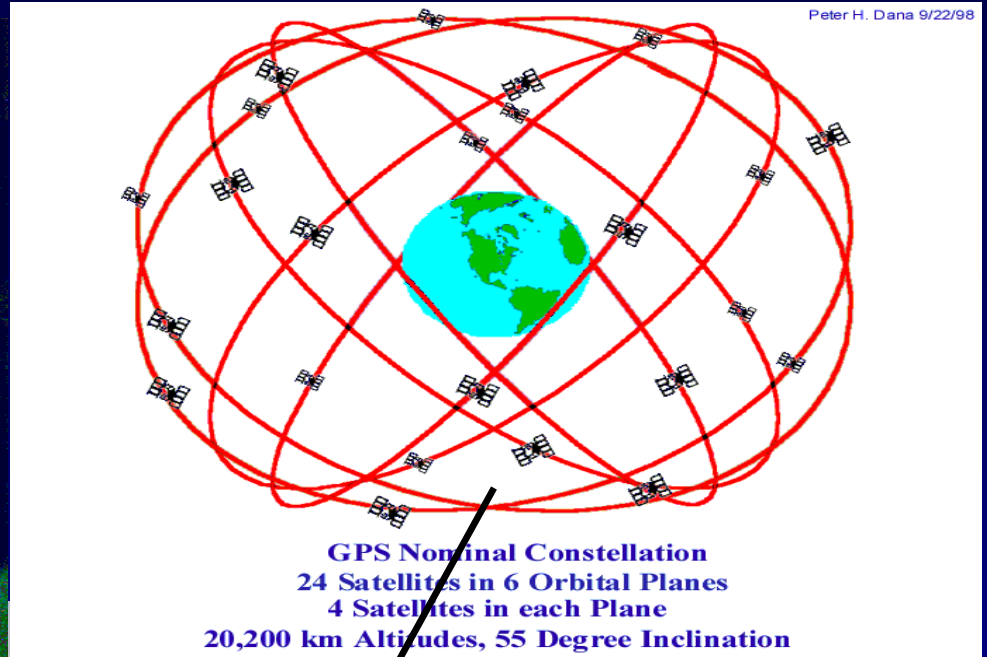 Peter H. Dana 9/22/98
GPS Nominal Constellation
24 Satellites in 6 Orbital Planes
4 Satellites in each Plane
20,200 km Altitudes, 55 Degree Inclination